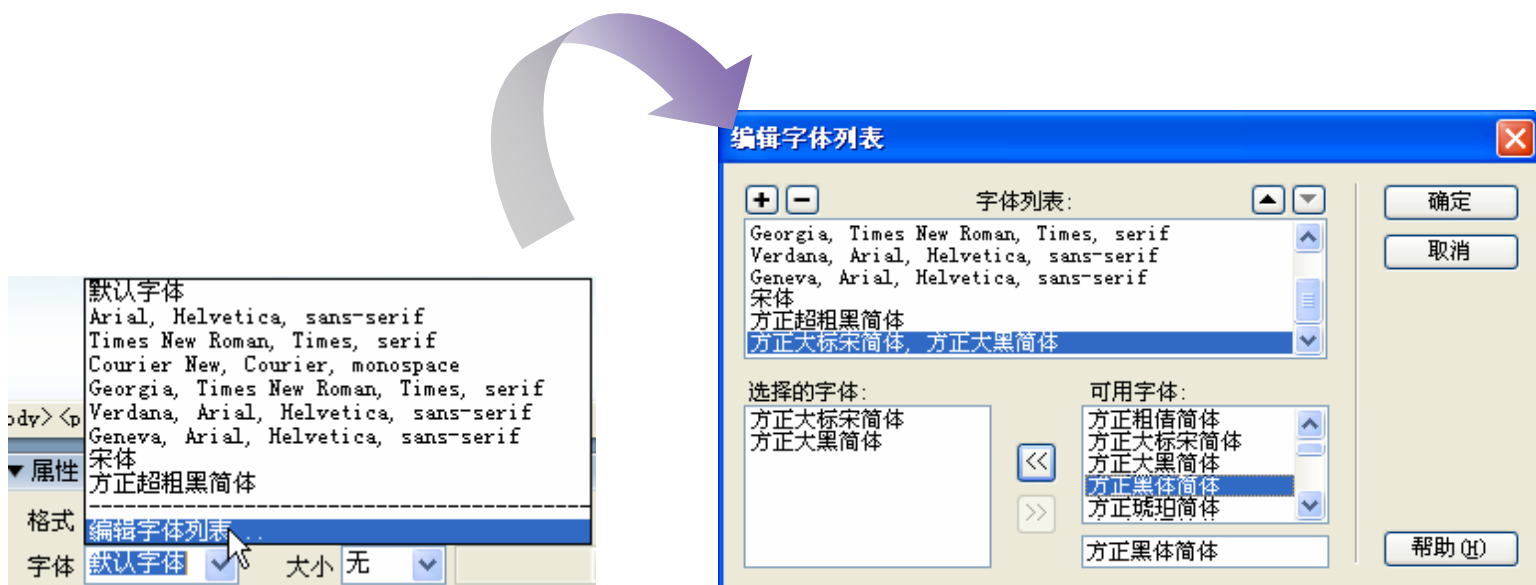 默认字体
Arial, Helvetica, sans-serif
Times New Roman, Times, serif
Courier New, Courier, monospace
Georgia, Times New Roman, Times, serif
Verdana, Arial, Helvetica, sans-serif
Geneva, Arial, Helvetica, sans-serif
宋体
方正超粗黑简体
编辑字体列表...
ody> <p
属性
格式
字体 默认字体 大小 无
编辑字体列表
字体列表:
Georgia, Times New Roman, Times, serif
Verdana, Arial, Helvetica, sans-serif
Geneva, Arial, Helvetica, sans-serif
宋体
方正超粗黑简体
方正大标宋简体, 方正大黑简体
选择的字体:
方正大标宋简体
方正大黑简体
<<
>>
可用字体:
方正粗倩简体
方正大标宋简体
方正大黑简体
方正黑体简体
方正琥珀简体
方正黑体简体
确定
取消
帮助(H)